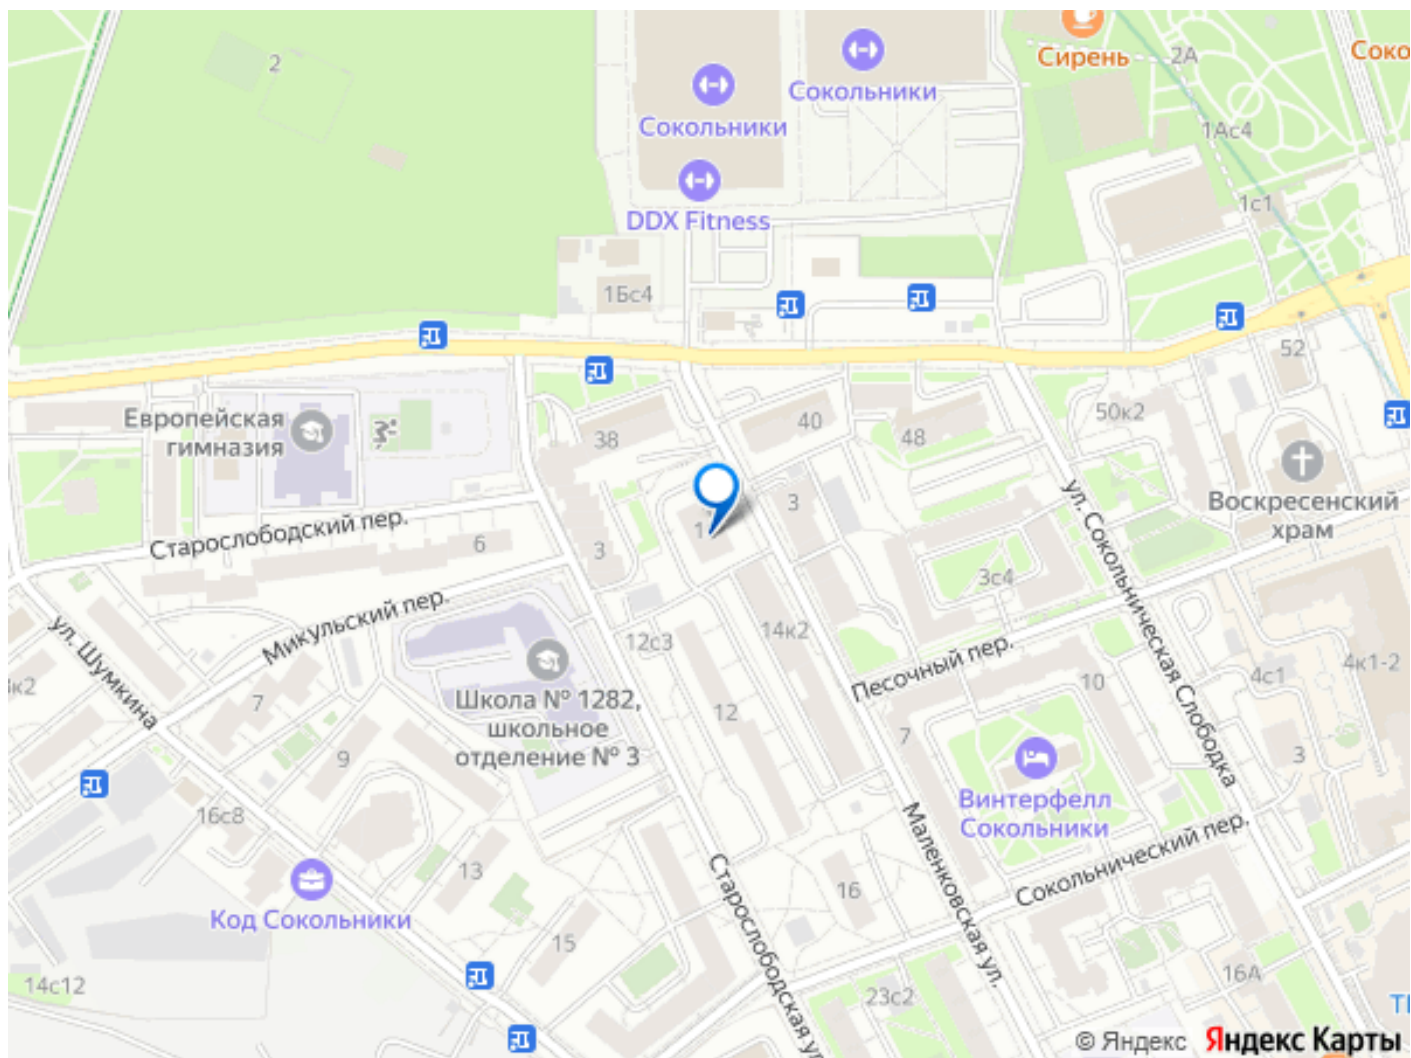 2
Сирень
2А
Соко
Сокольники
Сокольники
1Ас4
DDX Fitness
1с1
1Бс4
52
Европейская
гимназия
38
40
48
50к2
Воскресенский
храм
3
1
Старослободский пер.
6
3
ул. Сокольническая Слободка
3с4
Микульский пер.
ул. Шумкина
12с3
14к2
Песочный пер.
4к1-2
4с1
10
к2
7
Школа № 1282,
школьное
отделение № 3
12
7
9
3
Винтерфелл
Сокольники
16с8
Маленковская ул.
Сокольнический пер.
13
16
Код Сокольники
Старослободская ул
15
14с12
23с2
16А
© Яндекс
Яндекс Карты